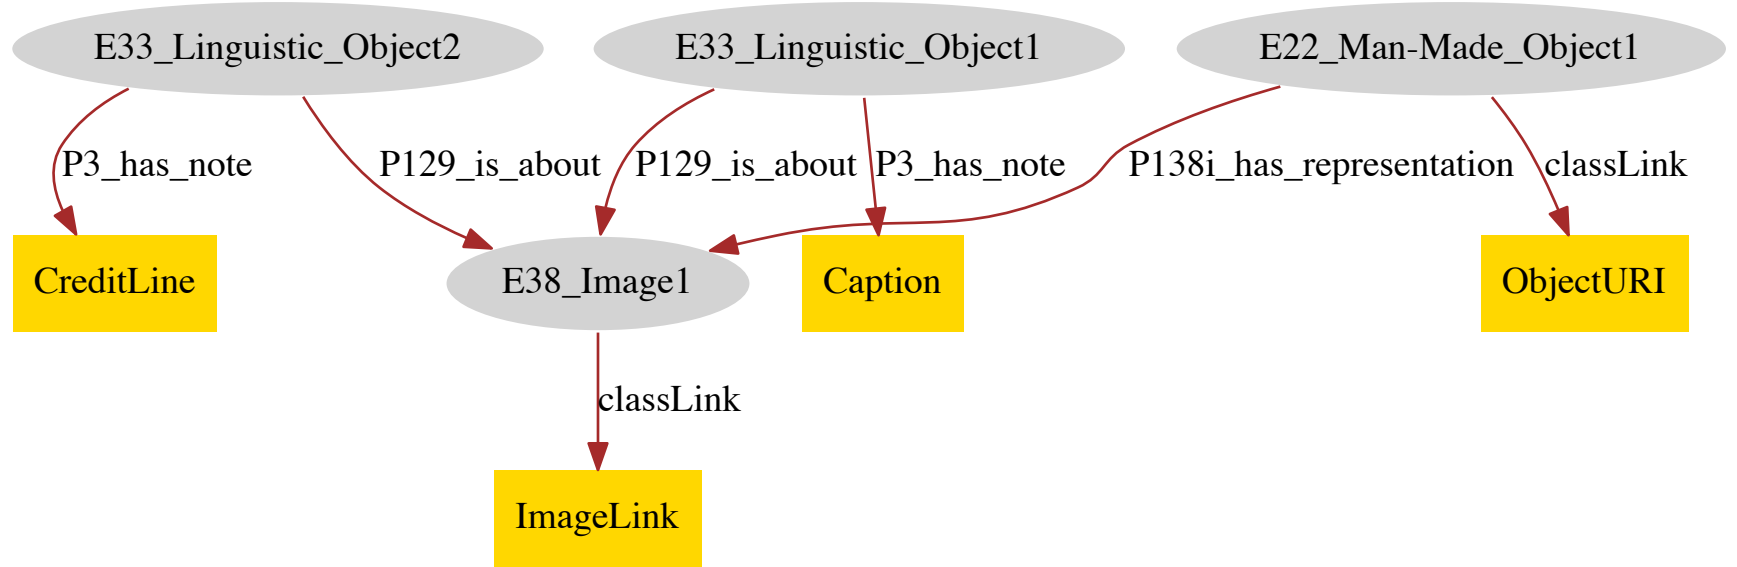 E33_Linguistic_Object2
E33_Linguistic_Object1
E22_Man-Made_Object1
P3_has_note
P129_is_about
P129_is_about
P3_has_note
P138i_has_representation
classLink
CreditLine
E38_Image1
Caption
ObjectURI
classLink
ImageLink